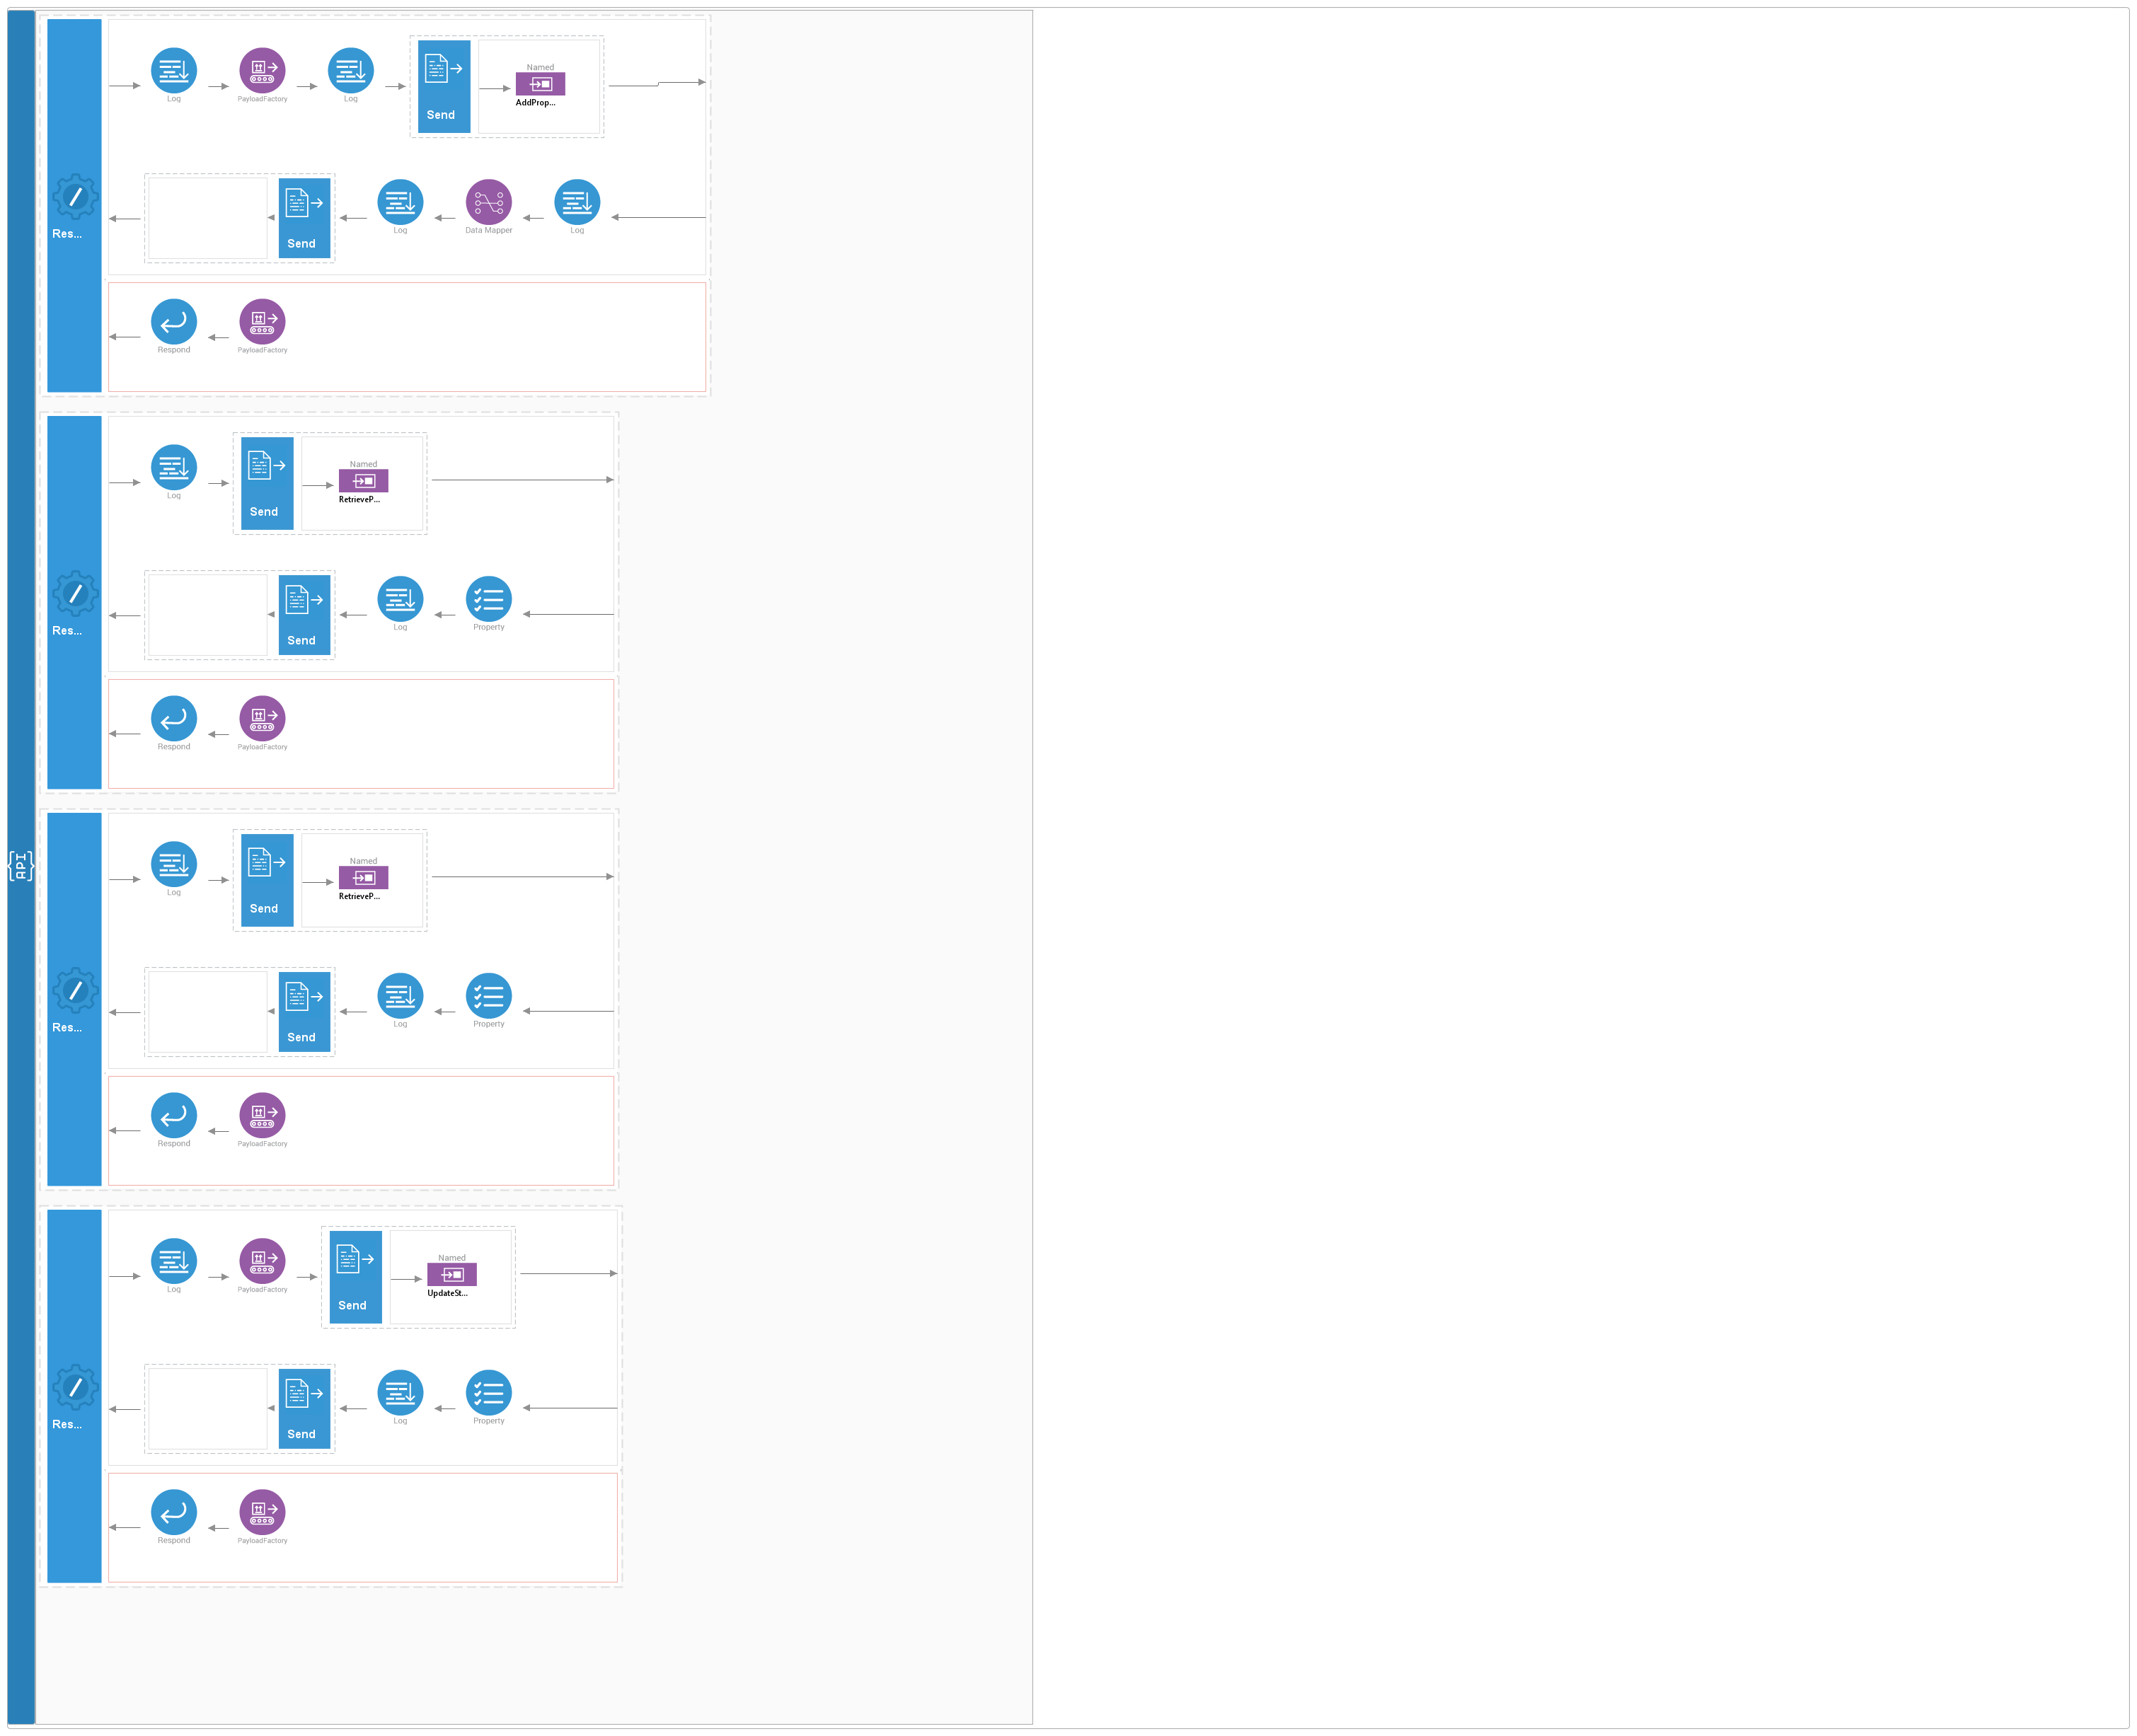 {API}
Log
PayloadFactory
Log
Send
Named
AddProp...
Res...
Send
Log
Data Mapper
Log
Respond
PayloadFactory
Log
Send
Named
RetrieveP...
Res...
Send
Log
Property
Respond
PayloadFactory
Log
Send
Named
RetrieveP...
Res...
Send
Log
Property
Respond
PayloadFactory
Log
PayloadFactory
Send
Named
UpdateSt...
Res...
Send
Log
Property
Respond
PayloadFactory